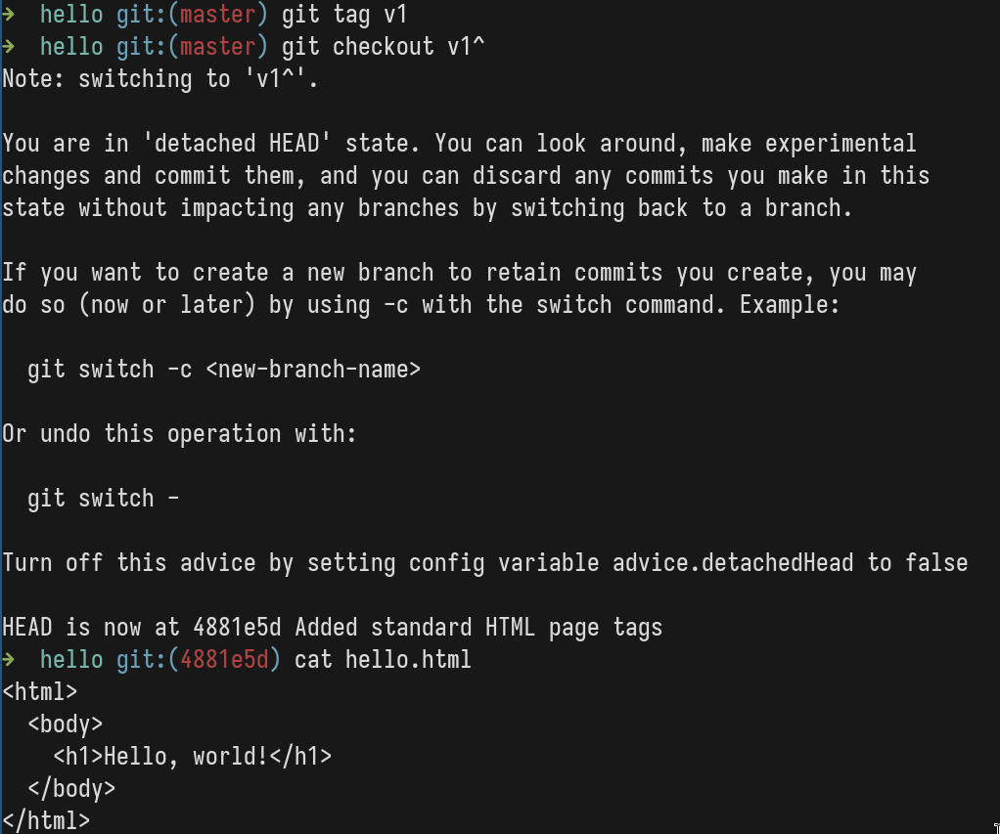 ➜  hello git:(master) git tag v1
➜  hello git:(master) git checkout v1^
Note: switching to 'v1^'.

You are in 'detached HEAD' state. You can look around, make experimental
changes and commit them, and you can discard any commits you make in this
state without impacting any branches by switching back to a branch.

If you want to create a new branch to retain commits you create, you may
do so (now or later) by using -c with the switch command. Example:

  git switch -c <new-branch-name>

Or undo this operation with:

  git switch -

Turn off this advice by setting config variable advice.detachedHead to false

HEAD is now at 4881e5d Added standard HTML page tags
➜  hello git:(4881e5d) cat hello.html
<html>
  <body>
    <h1>Hello, world!</h1>
  </body>
</html>